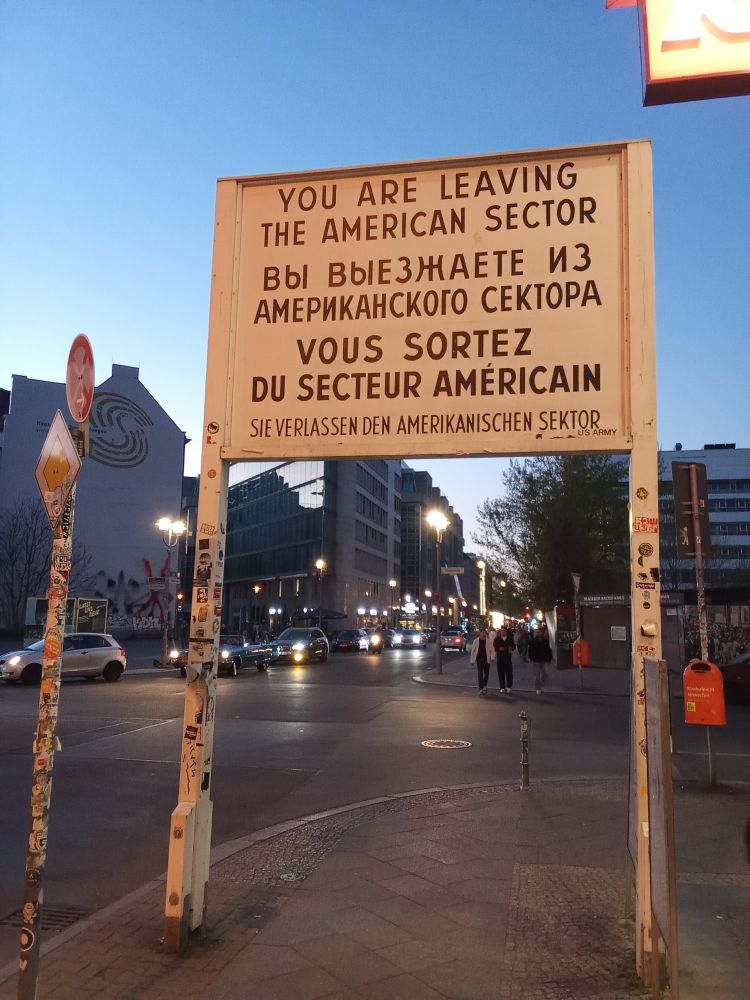 YOU ARE LEAVING
THE AMERICAN SECTOR
ВЫ ВЫЕЗЖАЕТЕ ИЗ
АМЕРИКАНСКОГО СЕКТОРА
VOUS SORTEZ
DU SECTEUR AMÉRICAIN
SIE VERLASSEN DEN AMERIKANISCHEN SEKTOR
US ARMY